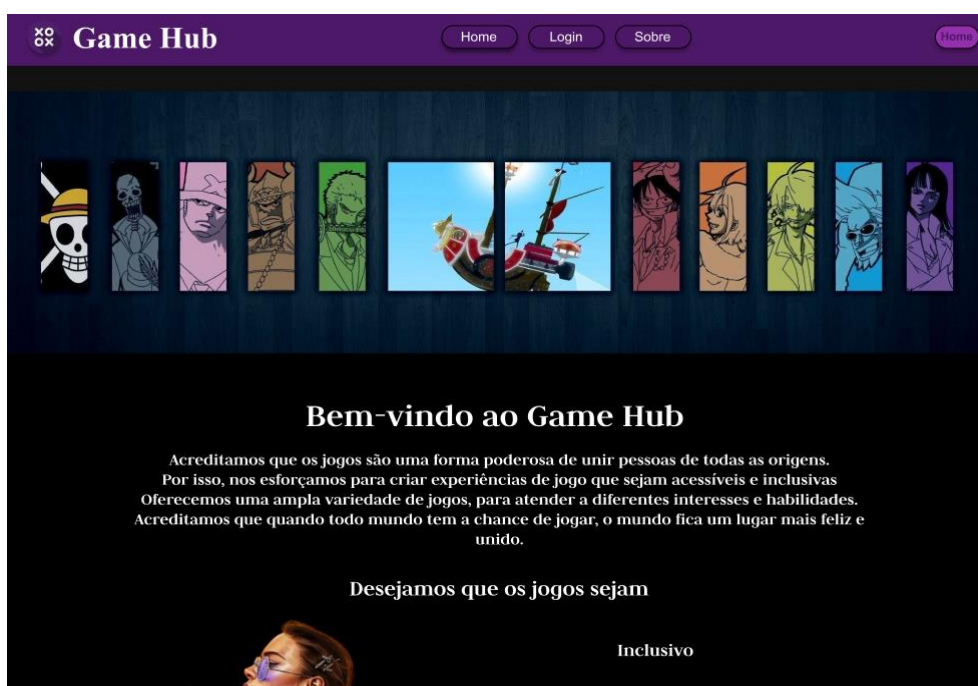 XO
OX
Game Hub
Home
Login
Sobre
Home
Bem-vindo ao Game Hub
Acreditamos que os jogos são uma forma poderosa de unir pessoas de todas as origens.
Por isso, nos esforçamos para criar experiências de jogo que sejam acessíveis e inclusivas
Oferecemos uma ampla variedade de jogos, para atender a diferentes interesses e habilidades.
Acreditamos que quando todo mundo tem a chance de jogar, o mundo fica um lugar mais feliz e
unido.
Desejamos que os jogos sejam
Inclusivo